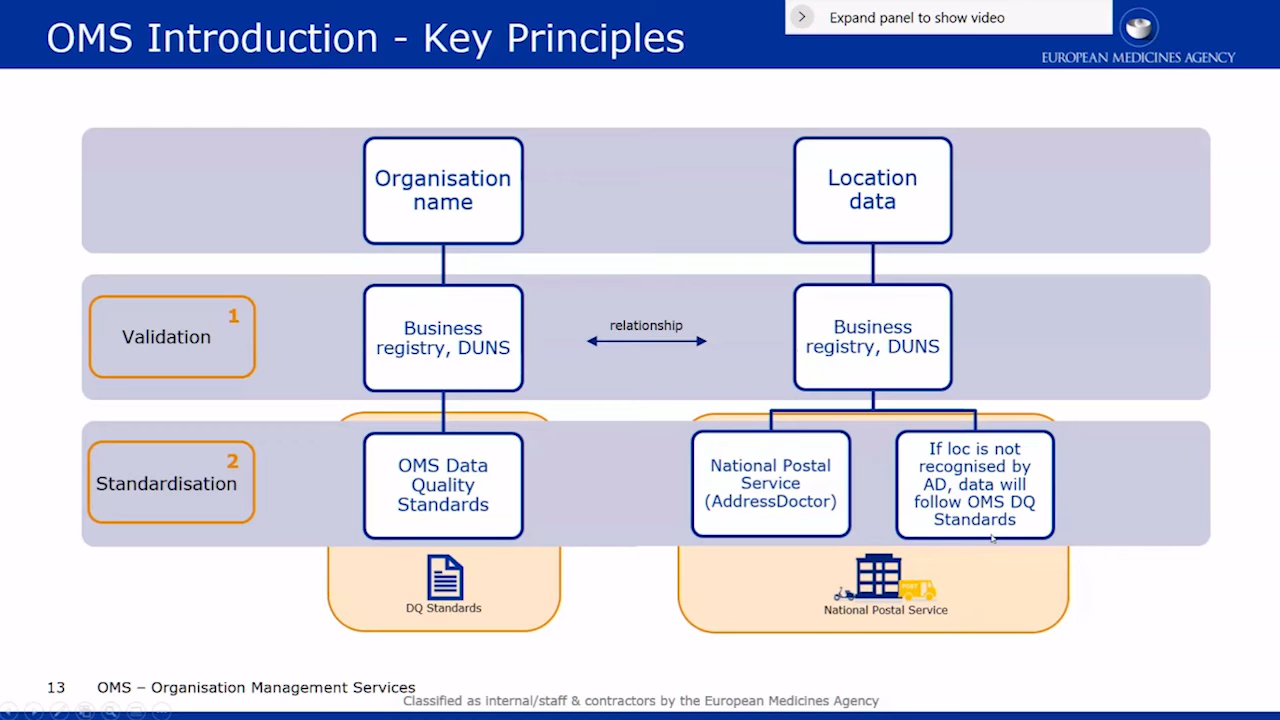 OMS Introduction - Key Principles
Expand panel to show video
EUROPEAN MEDICINES AGENCY
Organisation
name
Location
data
Validation
1
Business
registry, DUNS
relationship
Business
registry, DUNS
Standardisation
2
OMS Data
Quality
Standards
National Postal
Service
(AddressDoctor)
If loc is not
recognised by
AD, data will
follow OMS DQ
Standards
DQ Standards
POST
National Postal Service
13
OMS – Organisation Management Services
Classified as internal/staff & contractors by the European Medicines Agency